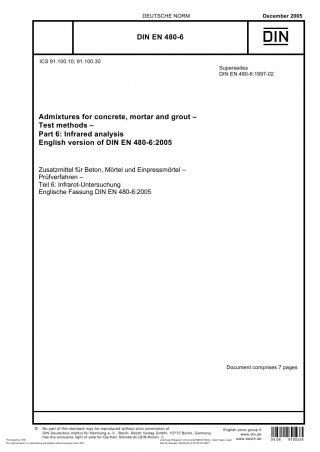 DEUTSCHE NORM
December 2005
DIN EN 480-6
DIN
ICS 91.100.10; 91.100.30
Supersedes
DIN EN 480-6:1997-02
Admixtures for concrete, mortar and grout –
Test methods –
Part 6: Infrared analysis
English version of DIN EN 480-6:2005
Zusatzmittel für Beton, Mörtel und Einpressmörtel –
Prüfverfahren –
Teil 6: Infrarot-Untersuchung
Englische Fassung DIN EN 480-6:2005
Document comprises 7 pages
© No part of this standard may be reproduced without prior permission of
DIN Deutsches Institut für Normung e. V., Berlin. Beuth Verlag GmbH, 10772 Berlin, Germany,
has the exclusive right of sale for German Standards (DIN-Normen).
English price group 5
www.din.de
www.beuth.de
04.06
9700334